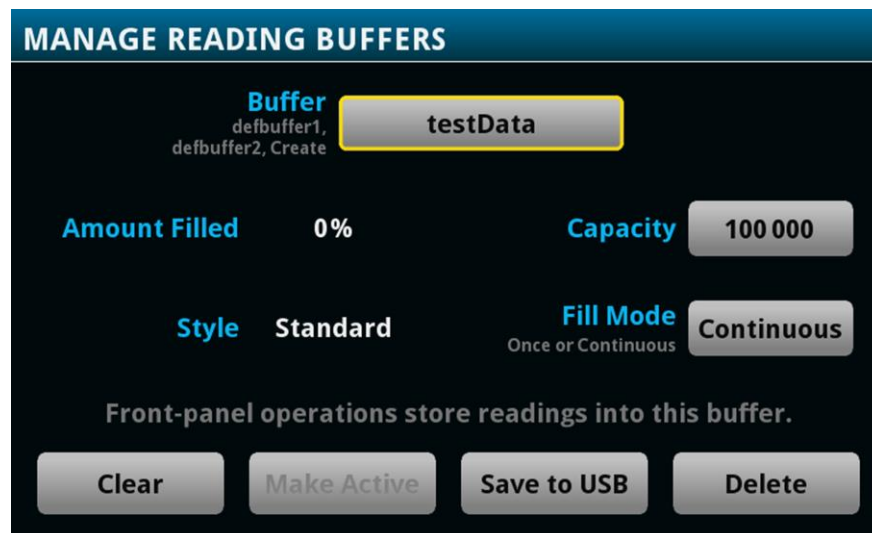 MANAGE READING BUFFERS
Buffer
defbuffer1,
defbuffer2, Create
testData
Amount Filled
0%
Capacity
100 000
Style
Standard
Fill Mode
Once or Continuous
Continuous
Front-panel operations store readings into this buffer.
Clear
Make Active
Save to USB
Delete